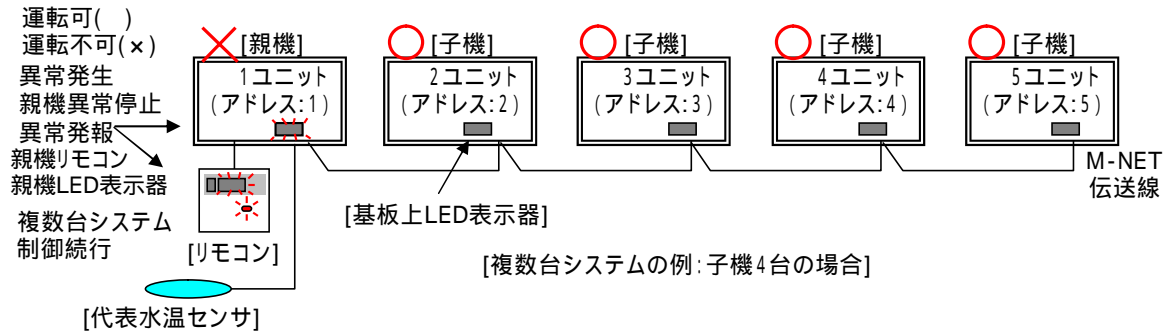 運転可( )
運転不可(×)
異常発生
親機異常停止
異常発報
親機リモコン
親機LED表示器
複数台システム
制御続行
[親機]
1ユニット
(アドレス:1)
[子機]
2ユニット
(アドレス:2)
[子機]
3ユニット
(アドレス:3)
[子機]
4ユニット
(アドレス:4)
[子機]
5ユニット
(アドレス:5)
M-NET
伝送線
[基板上LED表示器]
[リモコン]
[複数台システムの例:子機4台の場合]
[代表水温センサ]